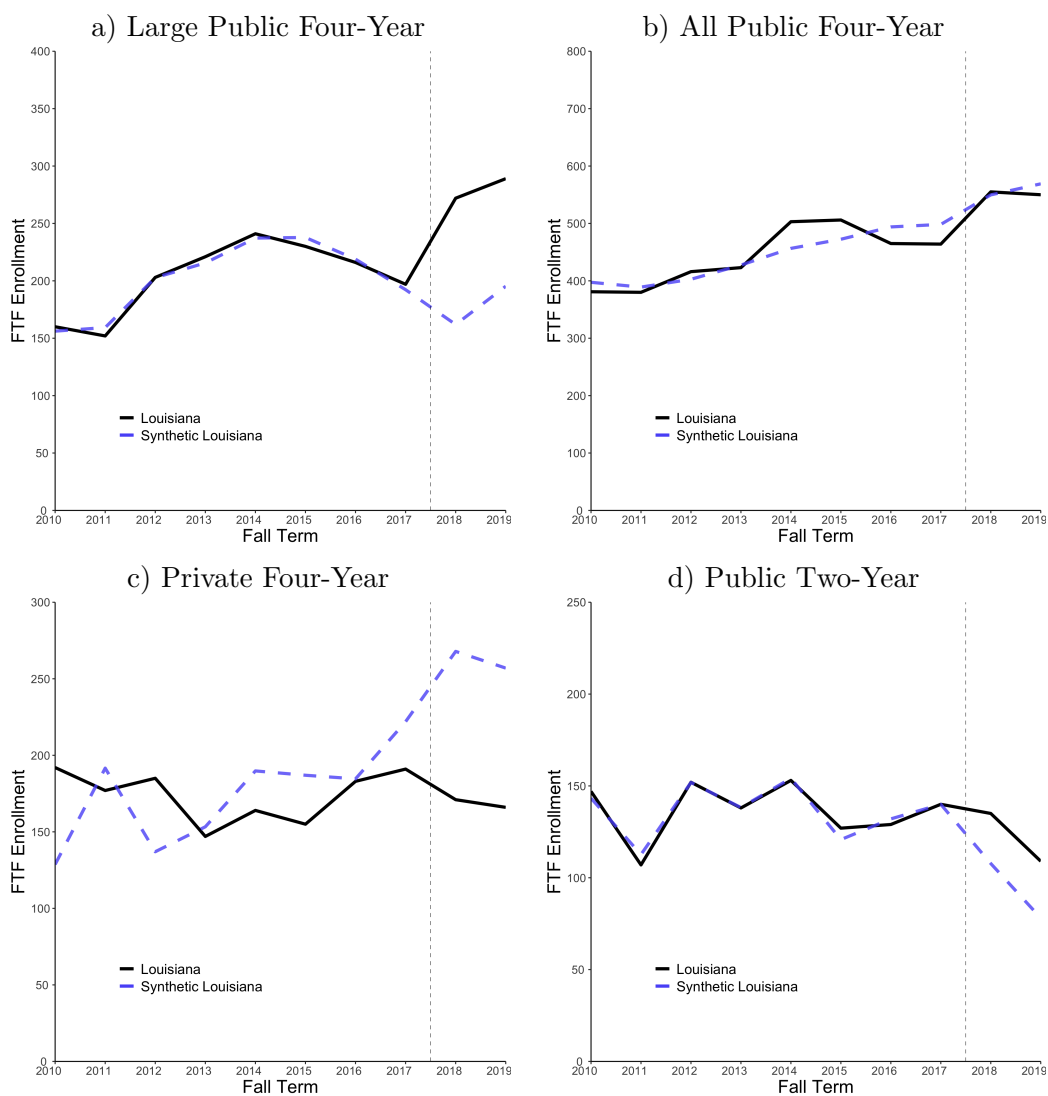 a) Large Public Four-Year
400
350
300
250
200
150
100
50
0
FTF Enrollment
Louisiana
Synthetic Louisiana
2010 2011 2012 2013 2014 2015 2016 2017 2018 2019
Fall Term
b) All Public Four-Year
800
700
600
500
400
300
200
100
0
FTF Enrollment
Louisiana
Synthetic Louisiana
2010 2011 2012 2013 2014 2015 2016 2017 2018 2019
Fall Term
c) Private Four-Year
300
250
200
150
100
50
0
FTF Enrollment
Louisiana
Synthetic Louisiana
2010 2011 2012 2013 2014 2015 2016 2017 2018 2019
Fall Term
d) Public Two-Year
250
200
150
100
50
0
FTF Enrollment
Louisiana
Synthetic Louisiana
2010 2011 2012 2013 2014 2015 2016 2017 2018 2019
Fall Term